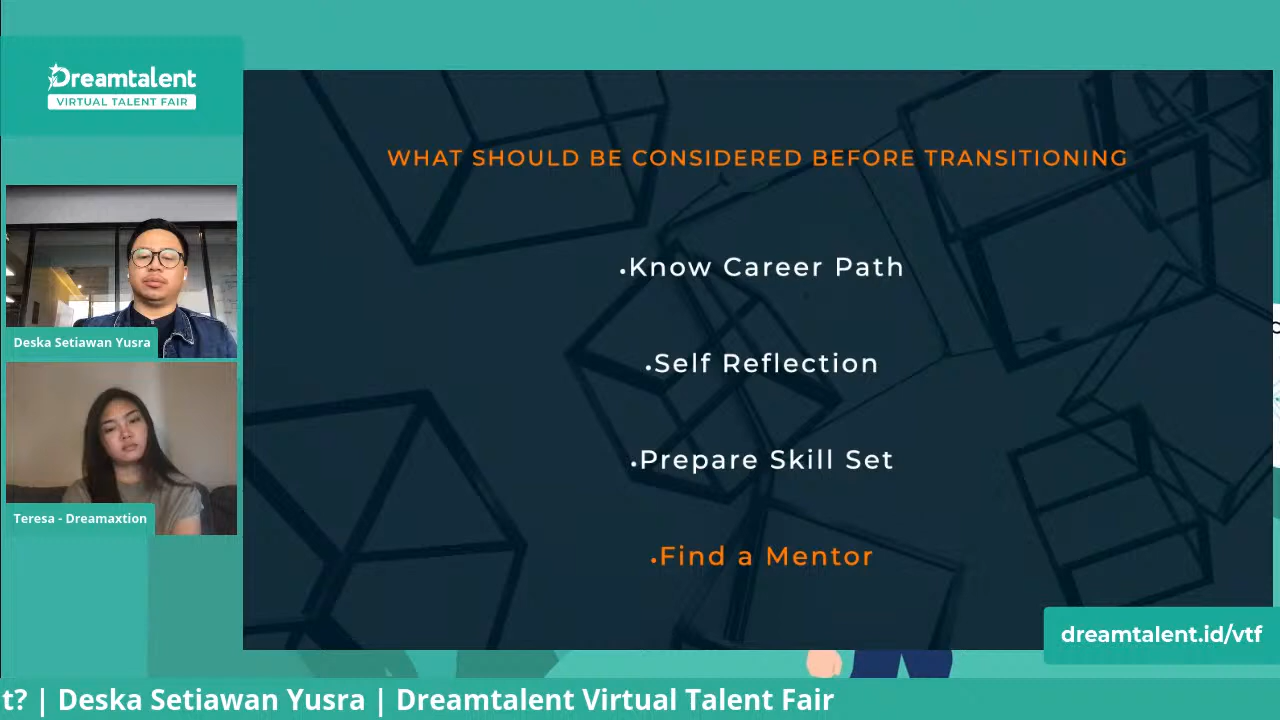 Dreamtalent
VIRTUAL TALENT FAIR
WHAT SHOULD BE CONSIDERED BEFORE TRANSITIONING
.Know Career Path
.Self Reflection
.Prepare Skill Set
.Find a Mentor
Deska Setiawan Yusra
Teresa - Dreamaxtion
dreamtalent.id/vtf
t? | Deska Setiawan Yusra | Dreamtalent Virtual Talent Fair